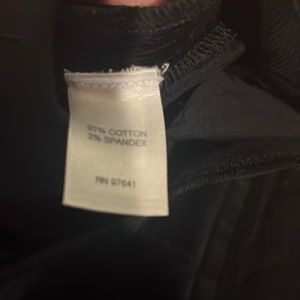 97% COTTON
3% SPANDEX
RN 97641